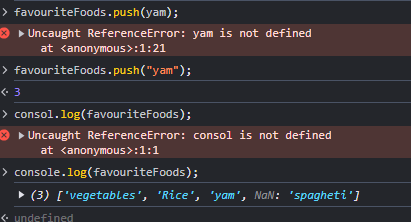 > favouriteFoods.push(yam);
Uncaught ReferenceError: yam is not defined
at <anonymous>:1:21
> favouriteFoods.push("yam");
3
> consol.log(favouriteFoods);
Uncaught ReferenceError: consol is not defined
at <anonymous>:1:1
> console.log(favouriteFoods);
(3) ['vegetables', 'Rice', 'yam', NaN: 'spagheti']
undefined